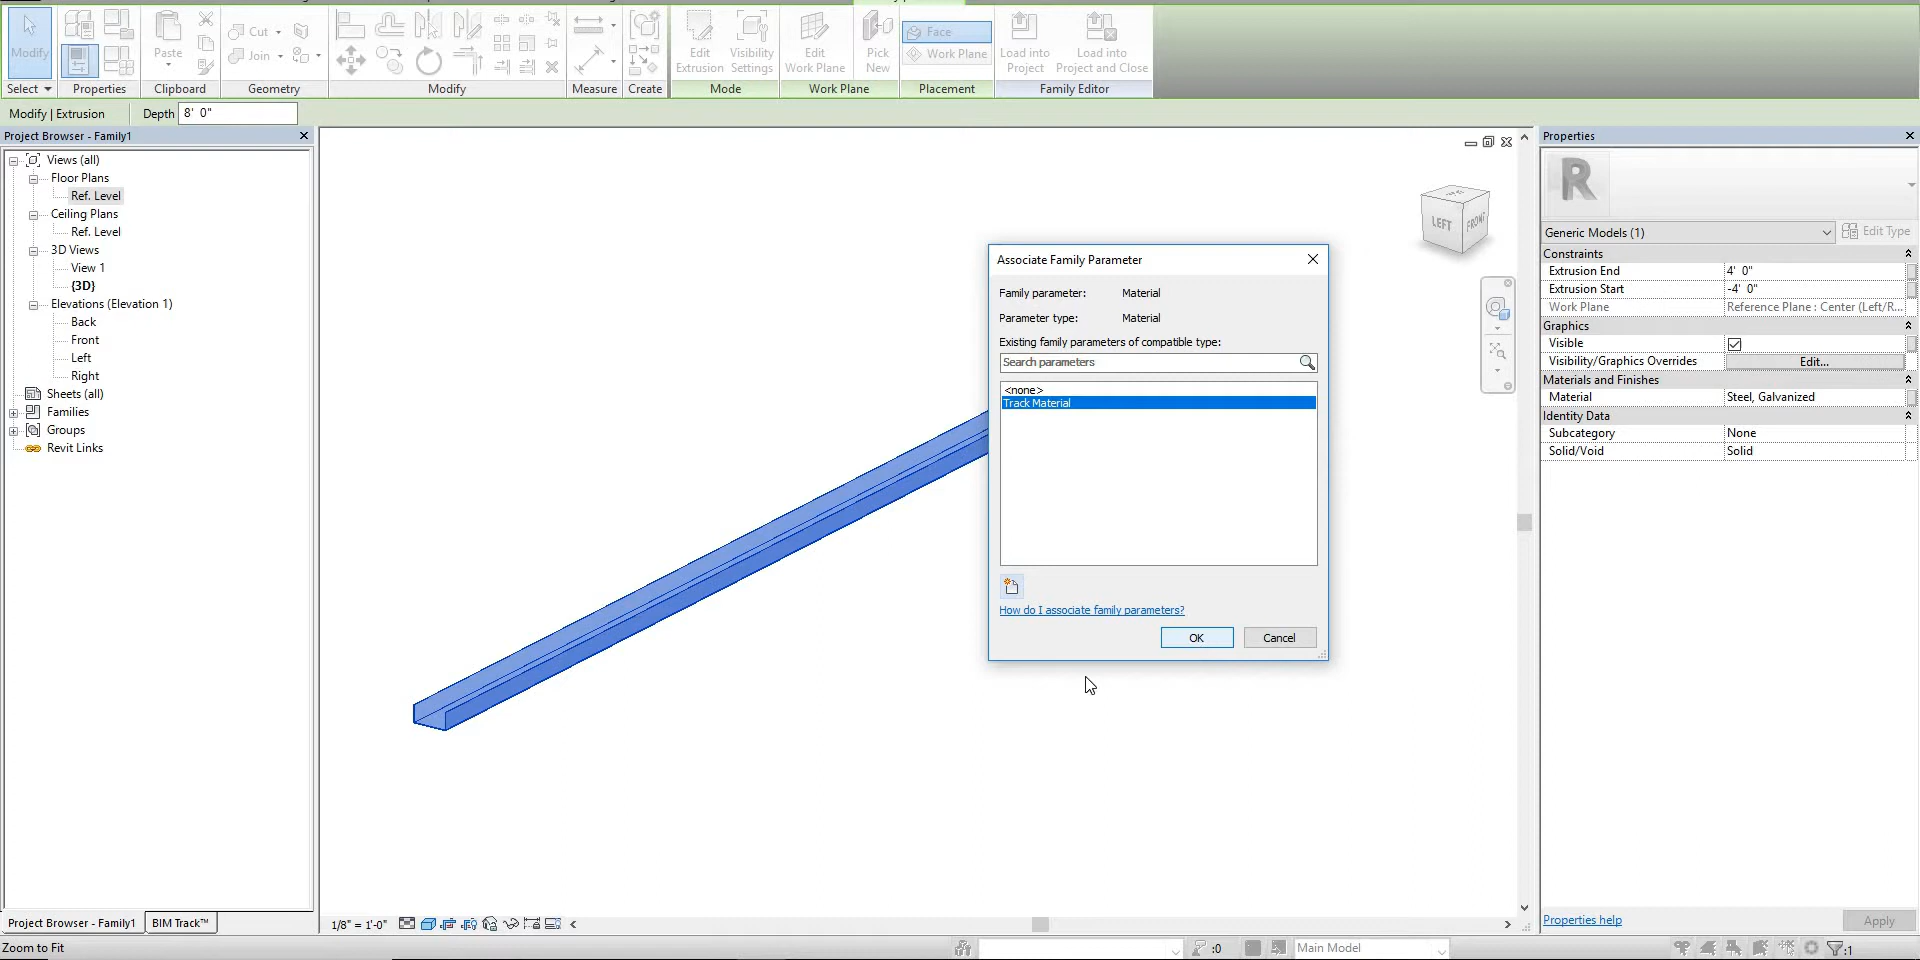 Modify
Paste
Cut
Join
Edit Extrusion
Visibility Settings
Edit Work Plane
Pick New
Face
Work Plane
Load into Project
Load into Project and Close
Select
Properties
Clipboard
Geometry
Modify
Measure
Create
Mode
Work Plane
Placement
Family Editor
Modify | Extrusion
Depth 8' 0"
Project Browser - Family1
Views (all)
Floor Plans
Ref. Level
Ceiling Plans
Ref. Level
3D Views
View 1
{3D}
Elevations (Elevation 1)
Back
Front
Left
Right
Sheets (all)
Families
Groups
Revit Links
Project Browser - Family1
BIM Track™
LEFT
FRONT
Associate Family Parameter
Family parameter: Material
Parameter type: Material
Existing family parameters of compatible type:
Search parameters
<none>
Track Material
How do I associate family parameters?
OK
Cancel
Properties
R
Generic Models (1)
Edit Type
Constraints
Extrusion End 4' 0"
Extrusion Start -4' 0"
Work Plane Reference Plane : Center (Left/R...
Graphics
Visible
Visibility/Graphics Overrides Edit...
Materials and Finishes
Material Steel, Galvanized
Identity Data
Subcategory None
Solid/Void Solid
Properties help
Apply
1/8" = 1'-0"
Zoom to Fit
:0
Main Model
:1